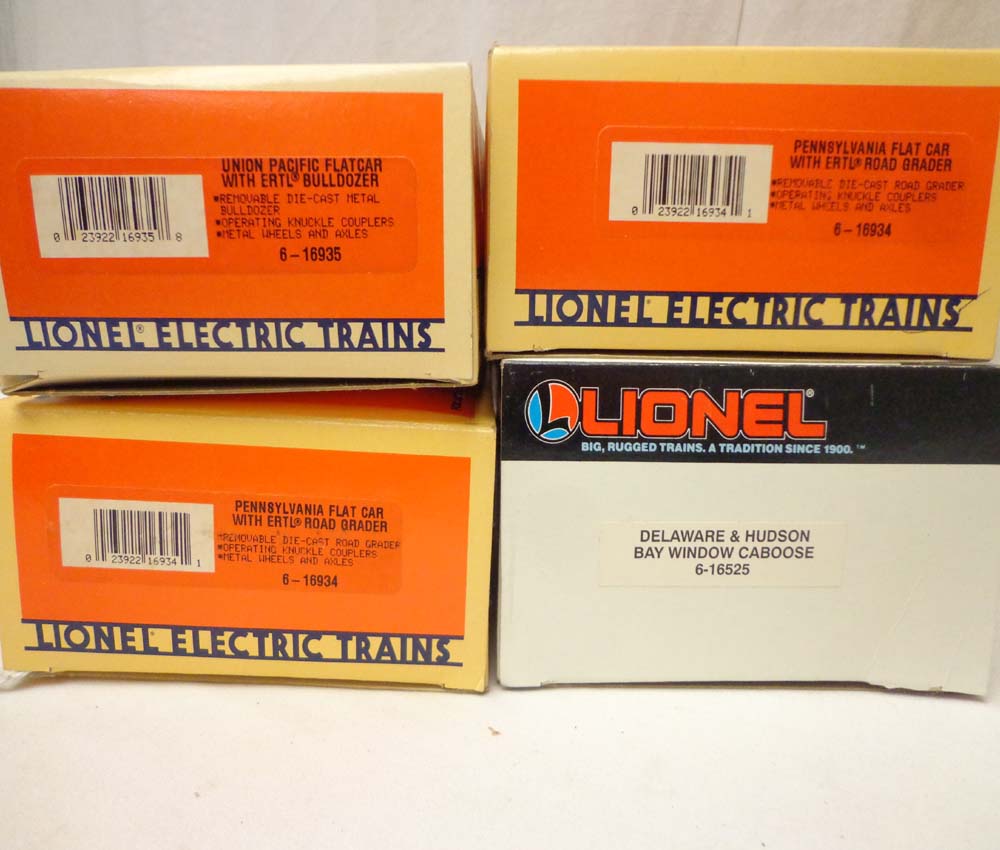 UNION PACIFIC FLATCAR
WITH ERTL® BULLDOZER
*REMOVABLE DIE-CAST METAL
BULLDOZER
*OPERATING KNUCKLE COUPLERS
*METAL WHEELS AND AXLES
6-16935
0 23922 16935 8
LIONEL® ELECTRIC TRAINS
PENNSYLVANIA FLAT CAR
WITH ERTL® ROAD GRADER
*REMOVABLE DIE-CAST ROAD GRADER
*OPERATING KNUCKLE COUPLERS
*METAL WHEELS AND AXLES
6-16934
0 23922 16934 1
LIONEL® ELECTRIC TRAINS
PENNSYLVANIA FLAT CAR
WITH ERTL® ROAD GRADER
*REMOVABLE DIE-CAST ROAD GRADER
*OPERATING KNUCKLE COUPLERS
*METAL WHEELS AND AXLES
6-16934
0 23922 16934 1
LIONEL® ELECTRIC TRAINS
LIONEL®
BIG, RUGGED TRAINS. A TRADITION SINCE 1900.™
DELAWARE & HUDSON
BAY WINDOW CABOOSE
6-16525